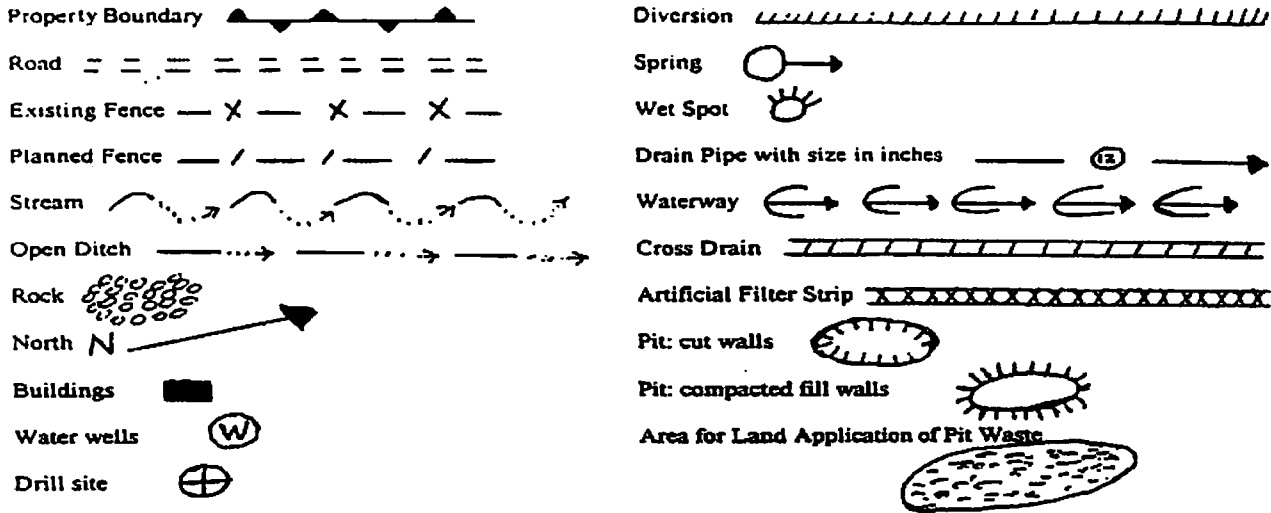 Property Boundary
Road
Existing Fence
Planned Fence
Stream
Open Ditch
Rock
North N
Buildings
Water wells W
Drill site
Diversion
Spring
Wet Spot
Drain Pipe with size in inches 12
Waterway
Cross Drain
Artificial Filter Strip
Pit: cut walls
Pit: compacted fill walls
Area for Land Application of Pit Waste